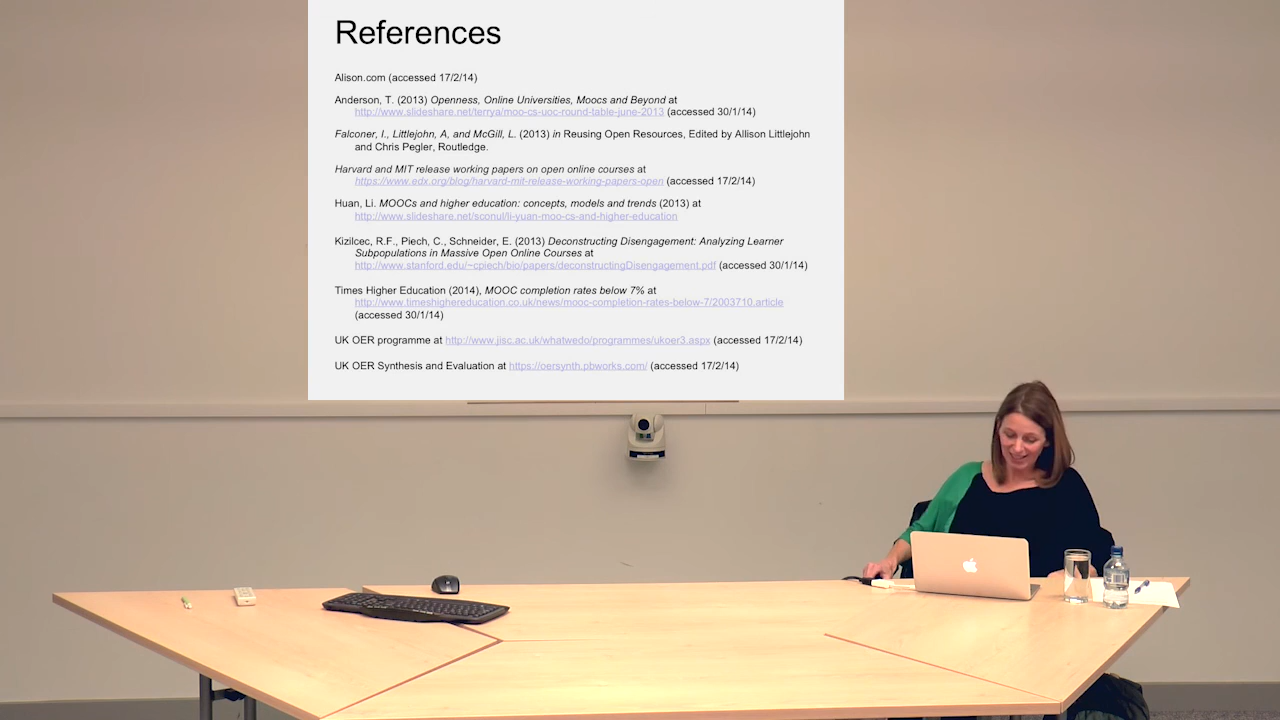 References
Alison.com (accessed 17/2/14)
Anderson, T. (2013) Openness, Online Universities, Moocs and Beyond at
http://www.slideshare.net/terrya/moo-cs-uoc-round-table-june-2013 (accessed 30/1/14)
Falconer, I., Littlejohn, A, and McGill, L. (2013) in Reusing Open Resources, Edited by Allison Littlejohn
and Chris Pegler, Routledge.
Harvard and MIT release working papers on open online courses at
https://www.edx.org/blog/harvard-mit-release-working-papers-open (accessed 17/2/14)
Huan, Li. MOOCs and higher education: concepts, models and trends (2013) at
http://www.slideshare.net/sconul/li-yuan-moo-cs-and-higher-education
Kizilcec, R.F., Piech, C., Schneider, E. (2013) Deconstructing Disengagement: Analyzing Learner
Subpopulations in Massive Open Online Courses at
http://www.stanford.edu/~cpiech/bio/papers/deconstructingDisengagement.pdf (accessed 30/1/14)
Times Higher Education (2014), MOOC completion rates below 7% at
http://www.timeshighereducation.co.uk/news/mooc-completion-rates-below-7/2003710.article
(accessed 30/1/14)
UK OER programme at http://www.jisc.ac.uk/whatwedo/programmes/ukoer3.aspx (accessed 17/2/14)
UK OER Synthesis and Evaluation at https://oersynth.pbworks.com/ (accessed 17/2/14)